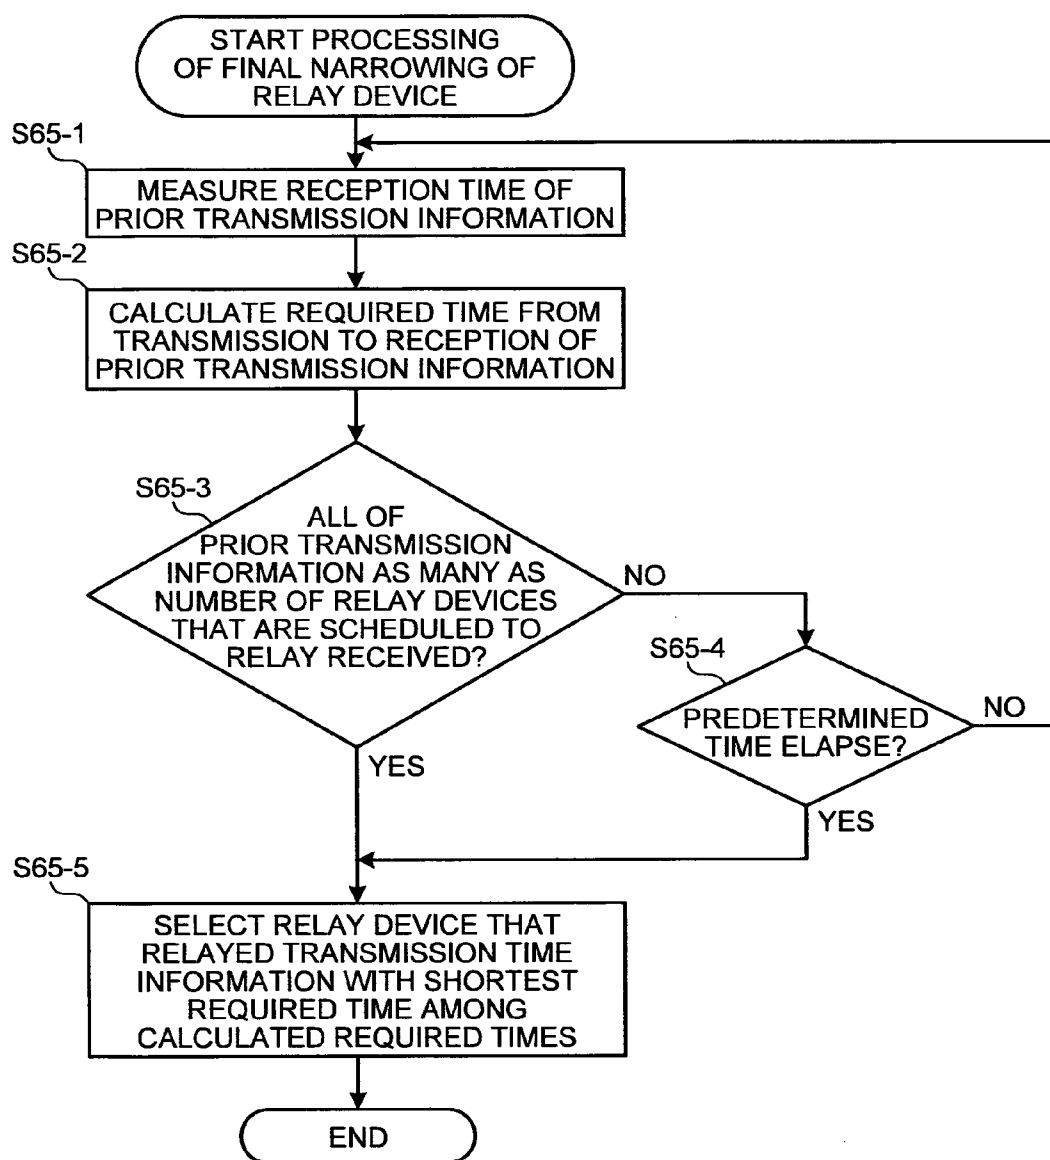 START PROCESSING
OF FINAL NARROWING OF
RELAY DEVICE
S65-1
MEASURE RECEPTION TIME OF
PRIOR TRANSMISSION INFORMATION
S65-2
CALCULATE REQUIRED TIME FROM
TRANSMISSION TO RECEPTION OF
PRIOR TRANSMISSION INFORMATION
S65-3
ALL OF
PRIOR TRANSMISSION
INFORMATION AS MANY AS
NUMBER OF RELAY DEVICES
THAT ARE SCHEDULED TO
RELAY RECEIVED?
NO
S65-4
PREDETERMINED
TIME ELAPSE?
NO
YES
YES
S65-5
SELECT RELAY DEVICE THAT
RELAYED TRANSMISSION TIME
INFORMATION WITH SHORTEST
REQUIRED TIME AMONG
CALCULATED REQUIRED TIMES
END